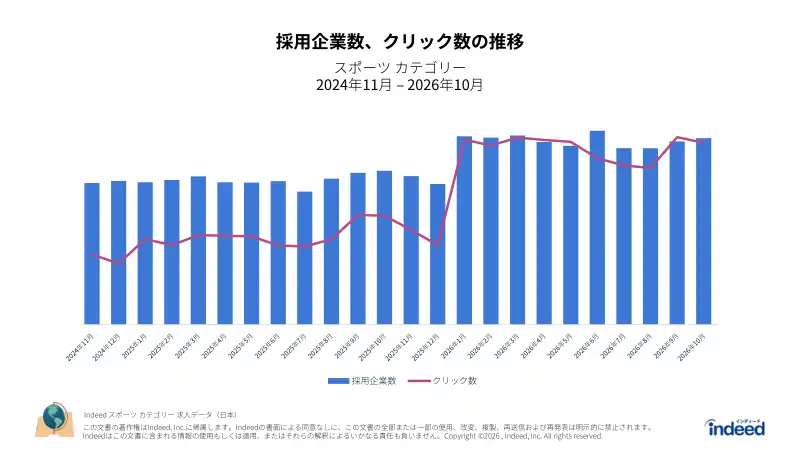 採用企業数、クリック数の推移
スポーツ カテゴリー
2024年11月 – 2026年10月
2024年11月
2024年12月
2025年1月
2025年2月
2025年3月
2025年4月
2025年5月
2025年6月
2025年7月
2025年8月
2025年9月
2025年10月
2025年11月
2025年12月
2026年1月
2026年2月
2026年3月
2026年4月
2026年5月
2026年6月
2026年7月
2026年8月
2026年9月
2026年10月
採用企業数
クリック数
Indeed スポーツ カテゴリー 求人データ（日本）
この文書の著作権はIndeed, Inc.に帰属します。Indeedの書面による同意なしに、この文書の全部または一部の使用、改変、複製、再送信および再発表は明示的に禁止されます。
Indeedはこの文書に含まれる情報の使用もしくは適用、またはそれらの解釈によるいかなる責任も負いません。Copyright ©2026 , Indeed, Inc. All rights reserved.
インディード
indeed